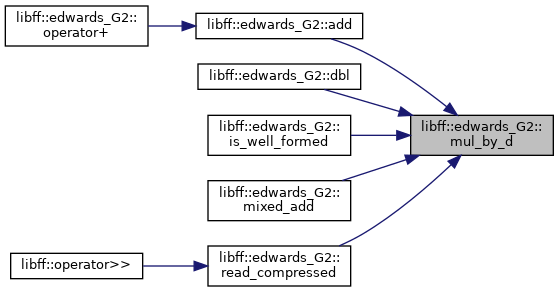 libff::edwards_G2::
operator+
libff::edwards_G2::add
libff::edwards_G2::dbl
libff::edwards_G2::
mul_by_d
libff::edwards_G2::
is_well_formed
libff::edwards_G2::
mixed_add
libff::operator>>
libff::edwards_G2::
read_compressed